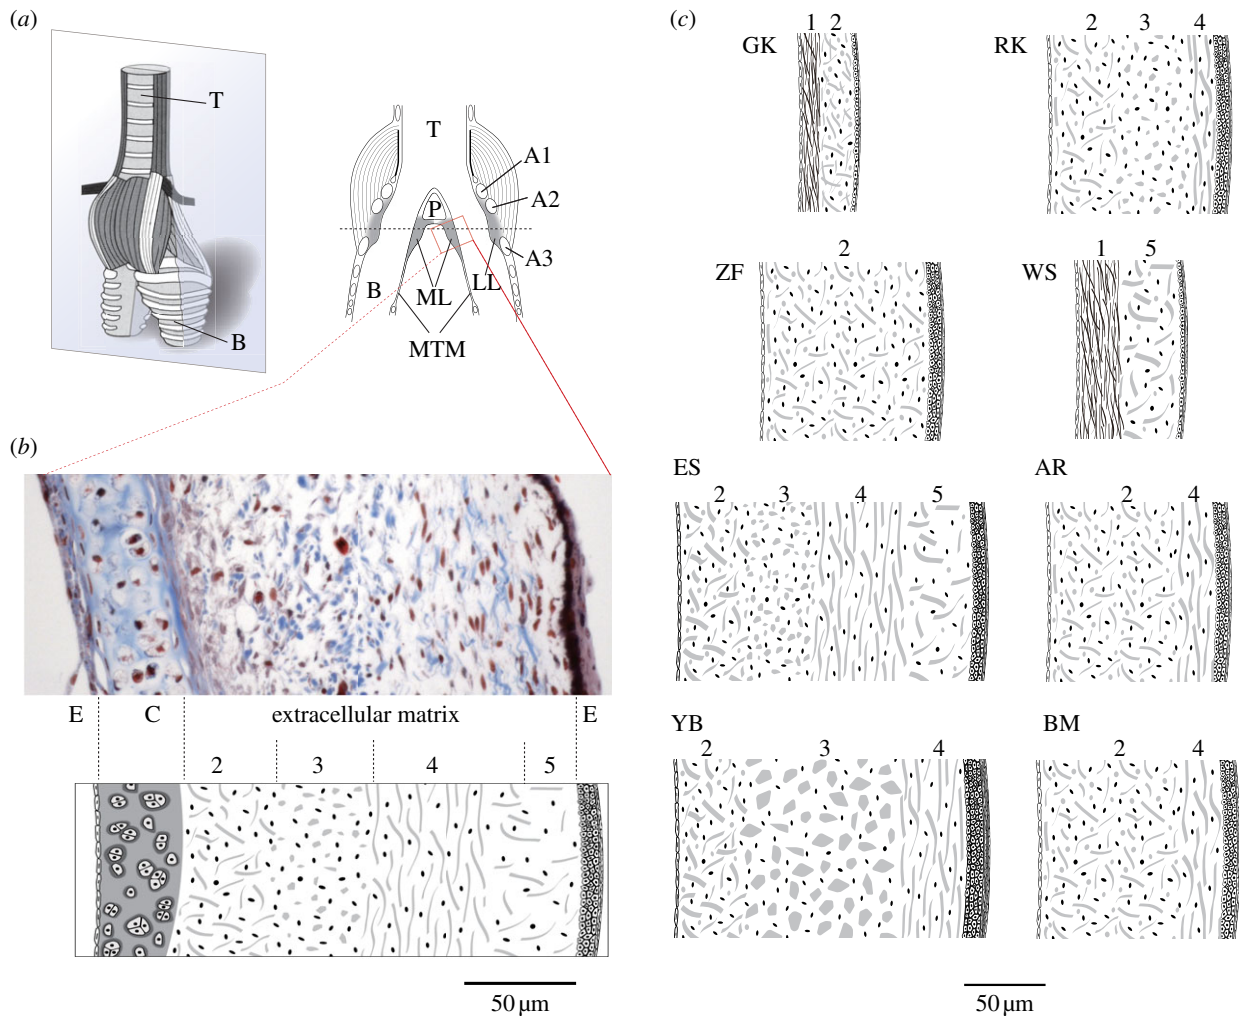 (a)
T
B
T
A1
A2
P
A3
B
ML
LL
MTM
(b)
E C extracellular matrix E
2 3 4 5
50 µm
(c)
GK
1 2
RK
2 3 4
ZF
2
WS
1 5
ES
2 3 4 5
AR
2 4
YB
2 3 4
BM
2 4
50 µm